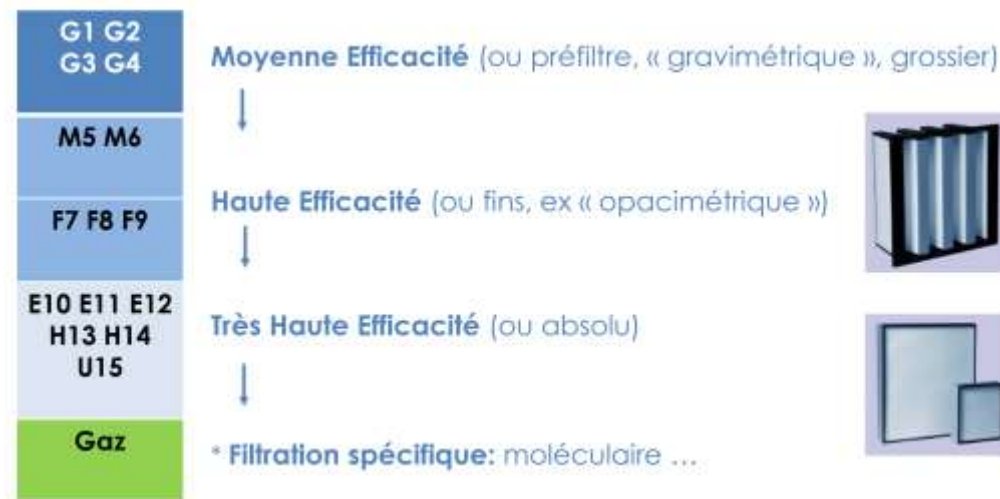 G1 G2
G3 G4
Moyenne Efficacité (ou préfiltre, « gravimétrique », grossier)
M5 M6
Haute Efficacité (ou fins, ex « opacimétrique »)
F7 F8 F9
E10 E11 E12
H13 H14
U15
Très Haute Efficacité (ou absolu)
Gaz
* Filtration spécifique: moléculaire ...